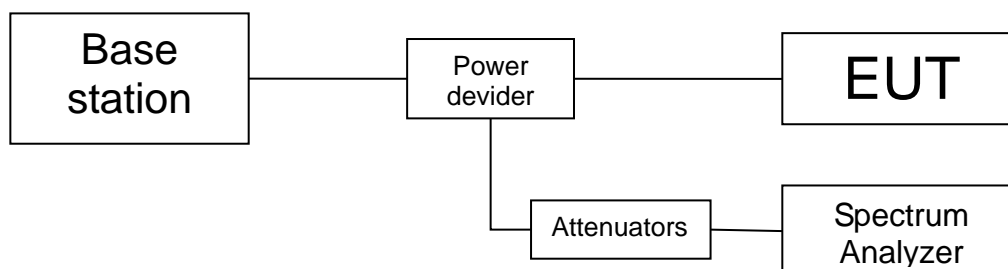 Base
station
Power
devider
EUT
Attenuators
Spectrum
Analyzer